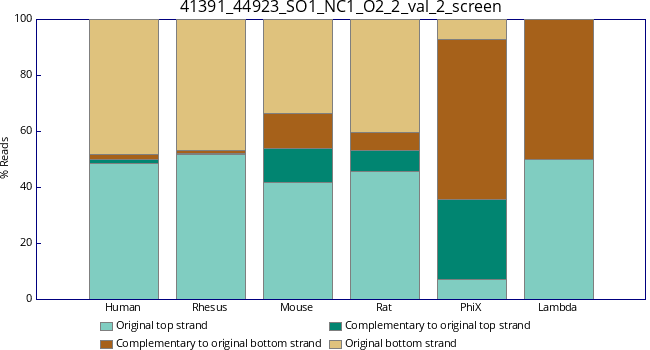 41391_44923_SO1_NC1_O2_2_val_2_screen
100
80
60
40
20
0
% Reads
Human Rhesus Mouse Rat PhiX Lambda
Original top strand Complementary to original top strand
Complementary to original bottom strand Original bottom strand